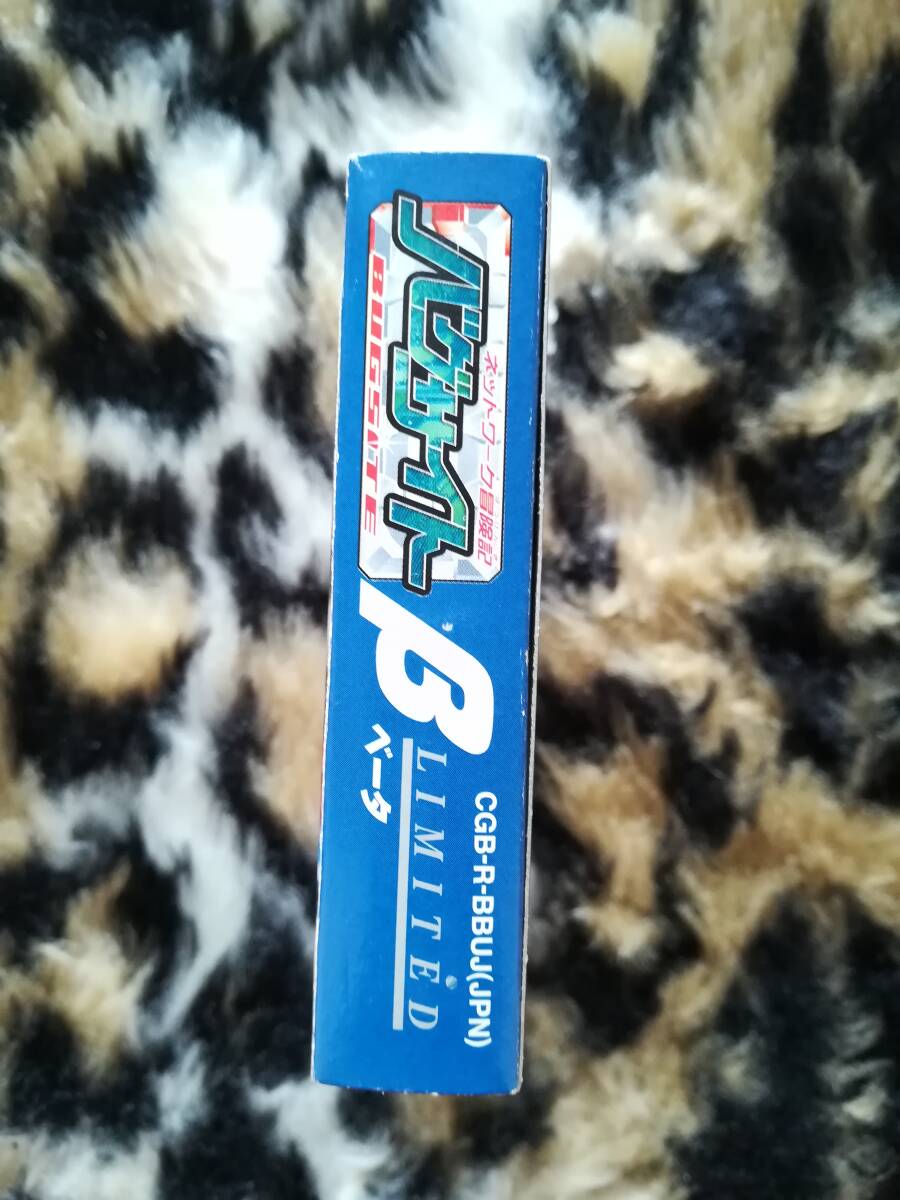 ネットワーク冒険記
バグサイト
BUGSITE
β
ベータ
LIMITED
CGB-R-BBUJ(JPN)